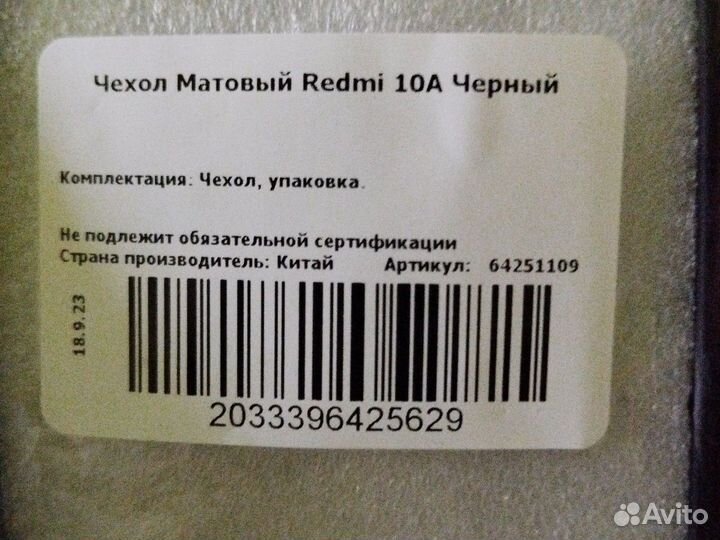 Чехол Матовый Redmi 10A Черный
Комплектация: Чехол, упаковка.
Не подлежит обязательной сертификации
Страна производитель: Китай Артикул: 64251109
18.9.23
2033396425629
Avito